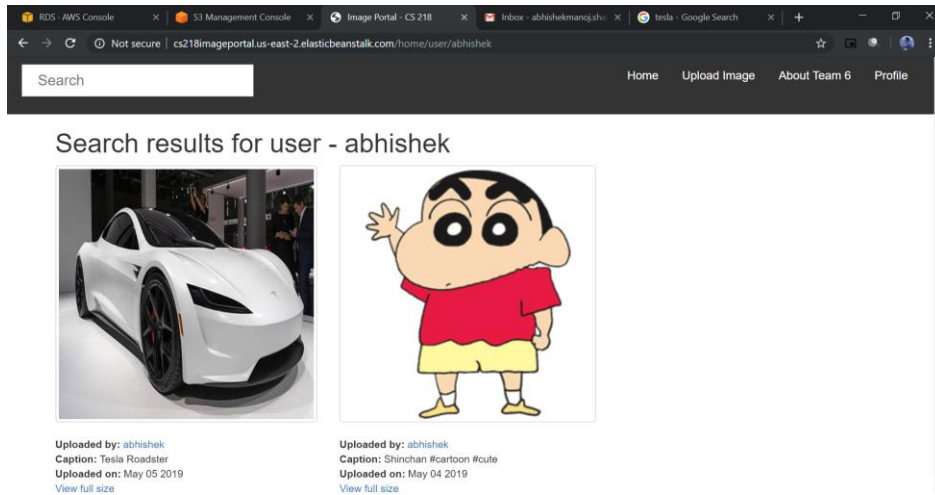 RDS - AWS Console
S3 Management Console
Image Portal - CS 218
Inbox - abhishekmanoj.sha
tesla - Google Search
Not secure | cs218imageportal.us-east-2.elasticbeanstalk.com/home/user/abhishek
Search
Home
Upload Image
About Team 6
Profile
Search results for user - abhishek
Uploaded by: abhishek
Caption: Tesla Roadster
Uploaded on: May 05 2019
View full size
Uploaded by: abhishek
Caption: Shinchan #cartoon #cute
Uploaded on: May 04 2019
View full size